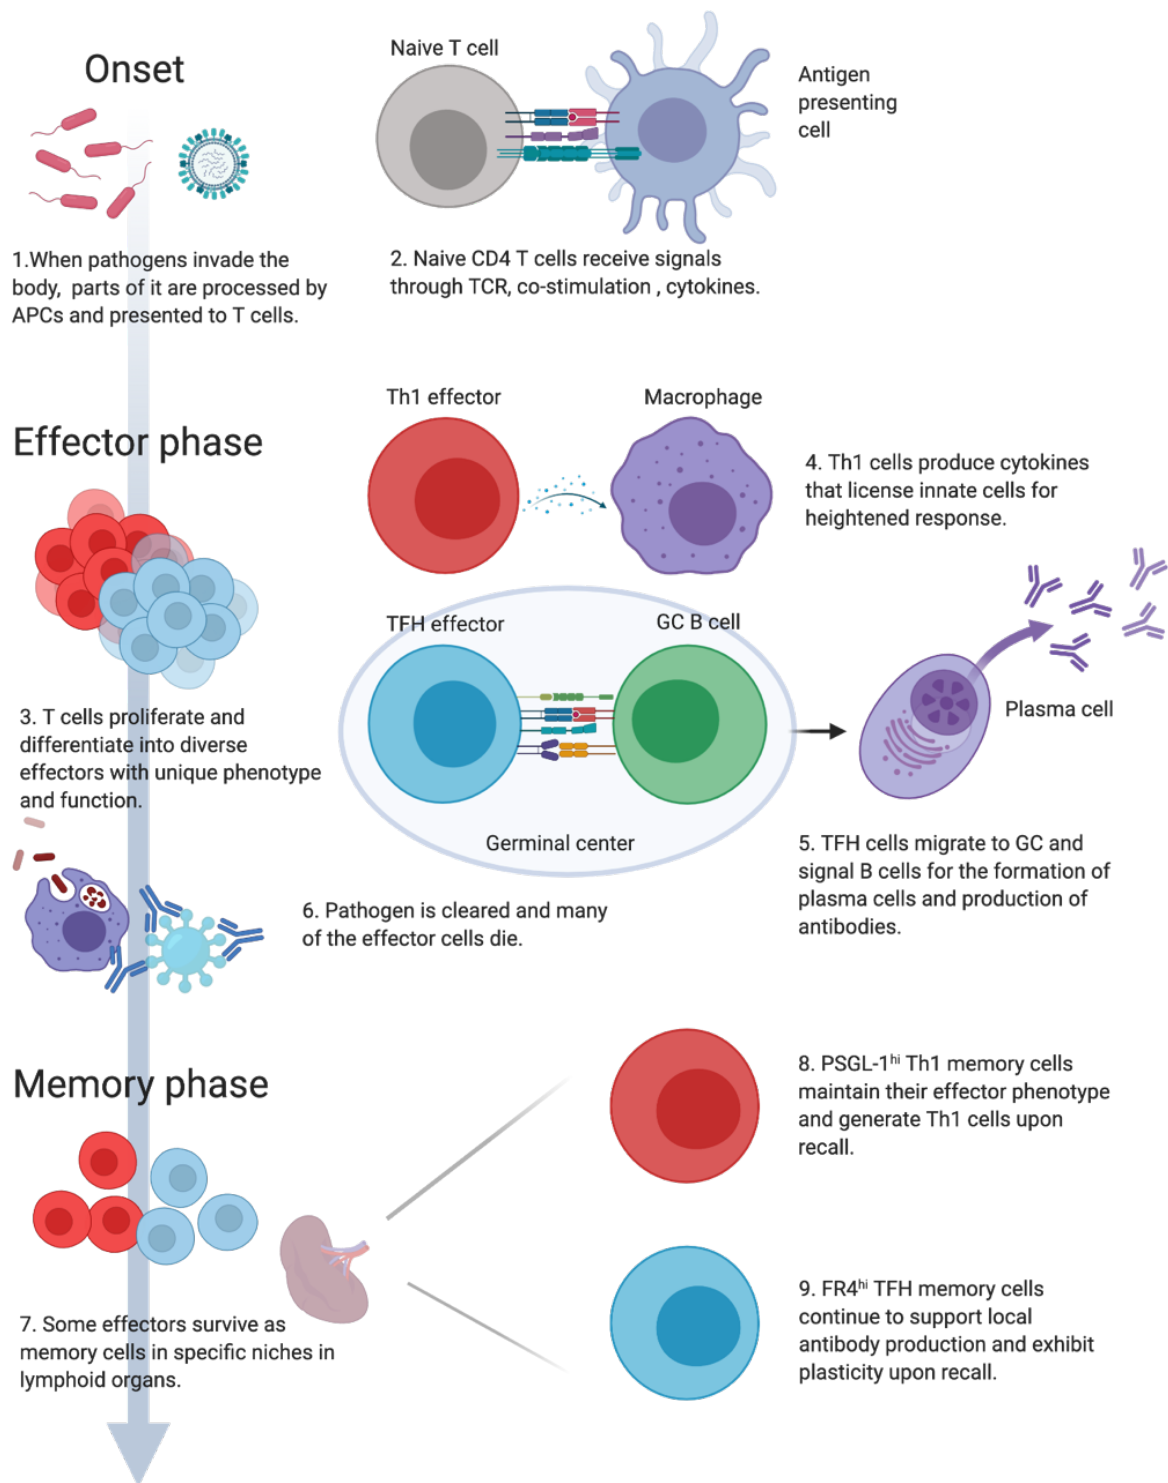 Onset
Naive T cell
Antigen
presenting
cell
1.When pathogens invade the
body, parts of it are processed by
APCs and presented to T cells.
2. Naive CD4 T cells receive signals
through TCR, co-stimulation , cytokines.
Effector phase
Th1 effector
Macrophage
4. Th1 cells produce cytokines
that license innate cells for
heightened response.
TFH effector
GC B cell
Germinal center
Plasma cell
3. T cells proliferate and
differentiate into diverse
effectors with unique phenotype
and function.
5. TFH cells migrate to GC and
signal B cells for the formation of
plasma cells and production of
antibodies.
6. Pathogen is cleared and many
of the effector cells die.
Memory phase
7. Some effectors survive as
memory cells in specific niches in
lymphoid organs.
8. PSGL-1ʰⁱ Th1 memory cells
maintain their effector phenotype
and generate Th1 cells upon
recall.
9. FR4ʰⁱ TFH memory cells
continue to support local
antibody production and exhibit
plasticity upon recall.